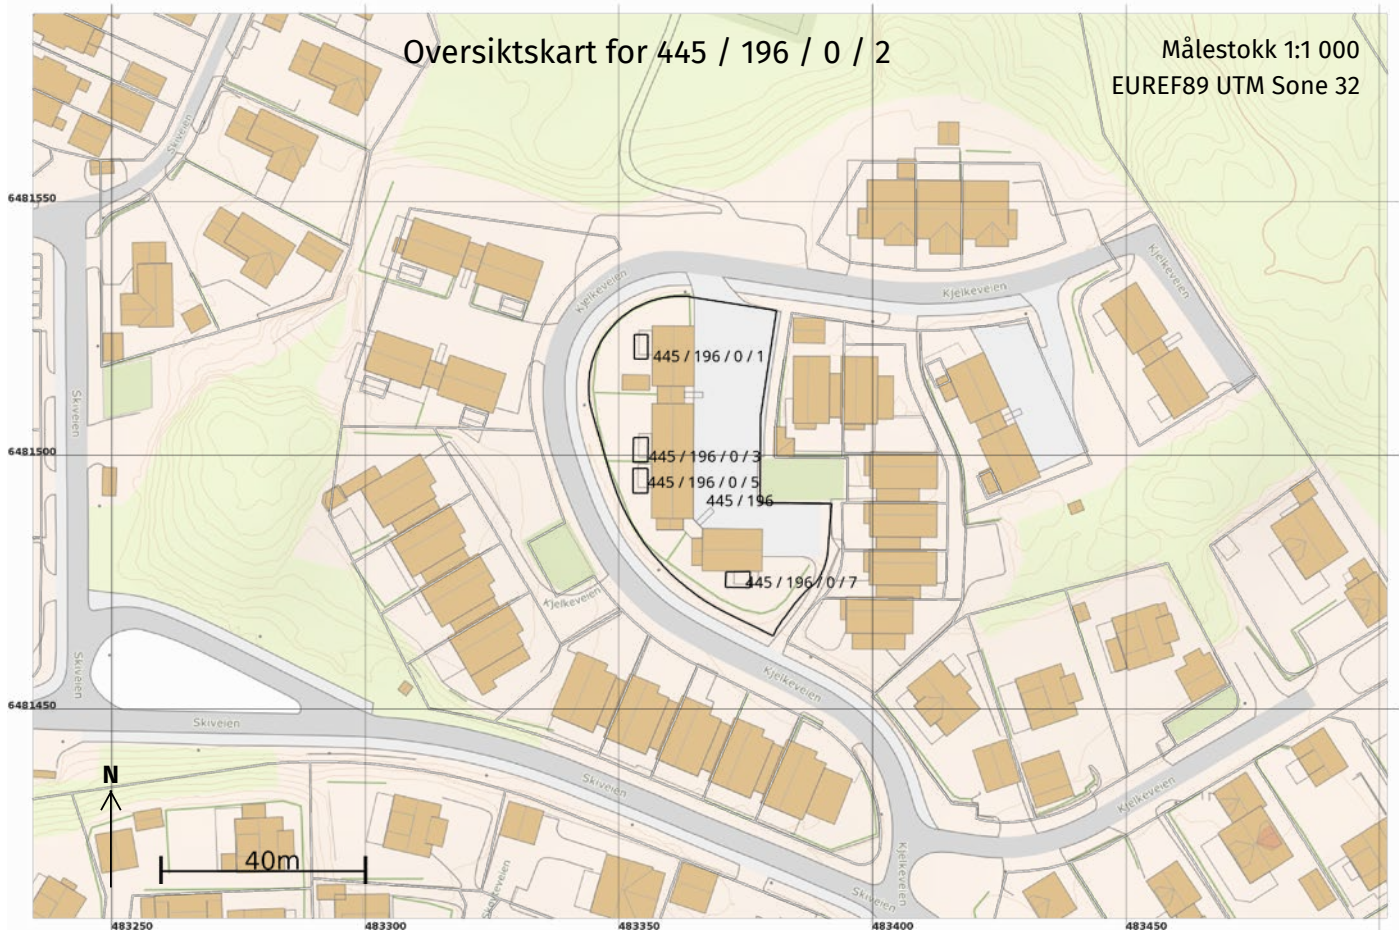 Oversiktskart for 445 / 196 / 0 / 2
Målestokk 1:1 000
EUREF89 UTM Sone 32
Skiveien
6481550
Kjelkeveien
Kjelkeveien
Kjelkeveien
445 / 196 / 0 / 1
Skiveien
6481500
445 / 196 / 0 / 3
445 / 196 / 0 / 5
445 / 196
445 / 196 / 0 / 7
Kjelkeveien
Skiveien
Kjelkeveien
6481450
Skiveien
N
Skiveien
Kjelkeveien
40m
Kjelkeveien
Skiveien
483250
483300
483350
483400
483450